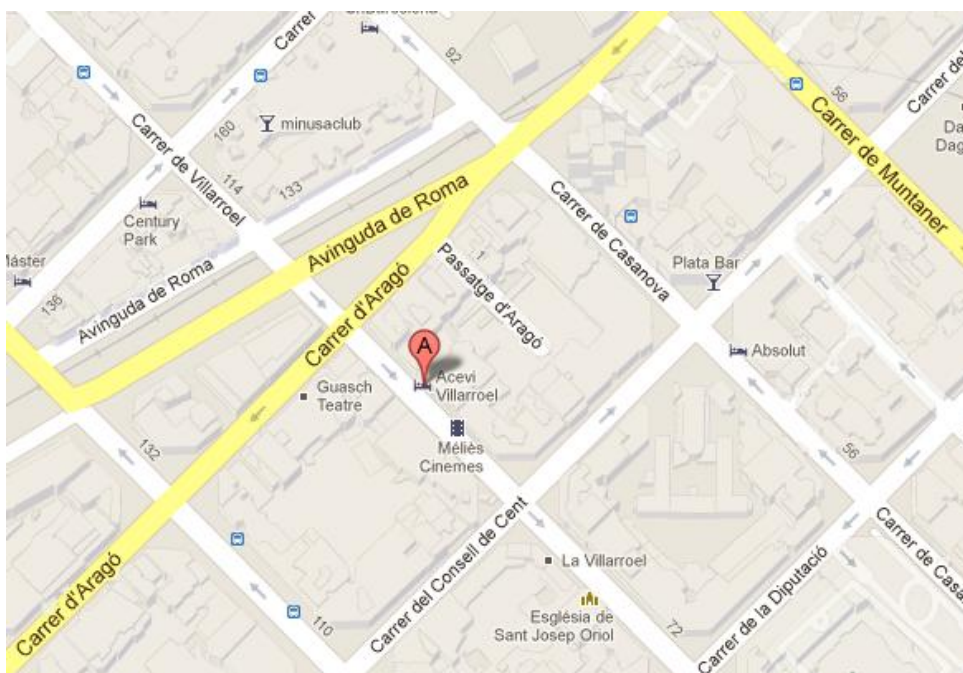 92
56
Carrer
Carrer del
minusaclub
Carrer de Muntaner
Carrer de Villarroel
160
114
133
Avinguda de Roma
Century
Park
Carrer de Casanova
Plata Bar
Máster
136
Avinguda de Roma
1
Passatge d'Aragó
Carrer d'Aragó
A
Absolut
Acevi
Villarroel
Guasch
Teatre
Méliès
Cinemes
132
56
Carrer del Consell de Cent
Carrer de Casa
La Villarroel
Carrer d'Aragó
Carrer de la Diputació
Església de
Sant Josep Oriol
110
72